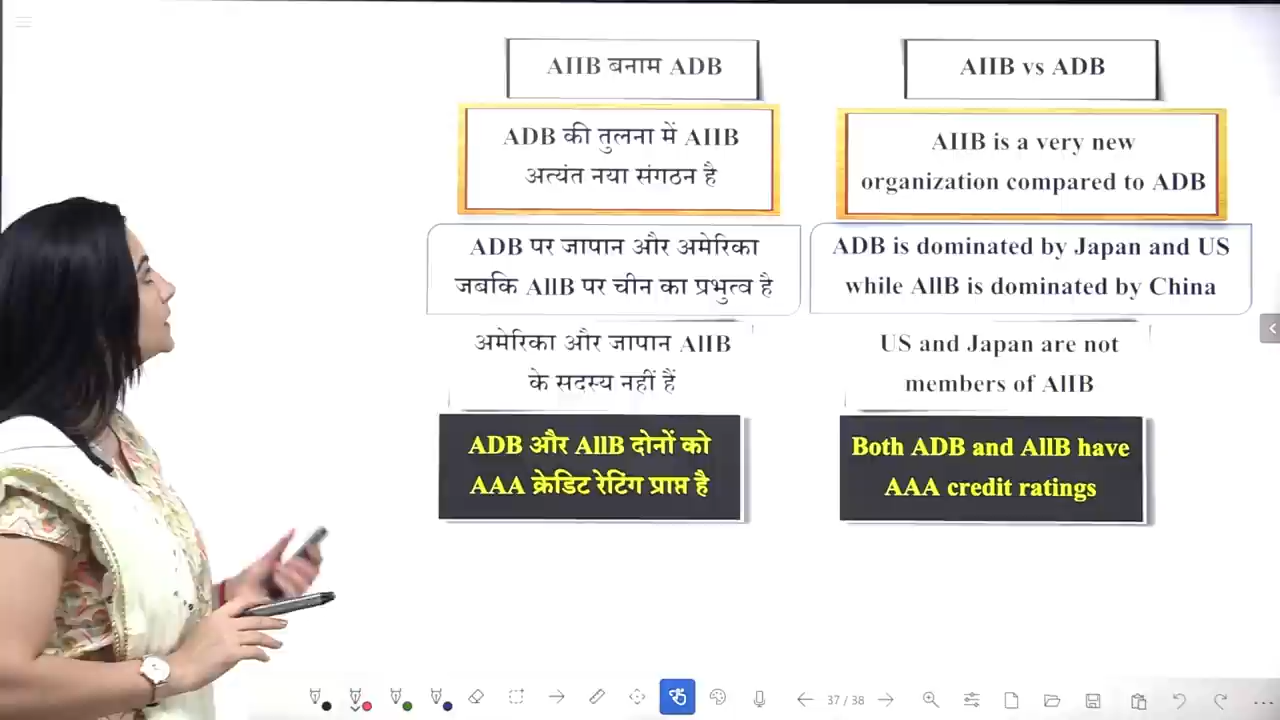 AIIB बनाम ADB
ADB की तुलना में AIIB
अत्यंत नया संगठन है
ADB पर जापान और अमेरिका
जबकि AIIB पर चीन का प्रभुत्व है
अमेरिका और जापान AIIB
के सदस्य नहीं हैं
ADB और AIIB दोनों को
AAA क्रेडिट रेटिंग प्राप्त है
AIIB vs ADB
AIIB is a very new
organization compared to ADB
ADB is dominated by Japan and US
while AIIB is dominated by China
US and Japan are not
members of AIIB
Both ADB and AIIB have
AAA credit ratings
37 / 38